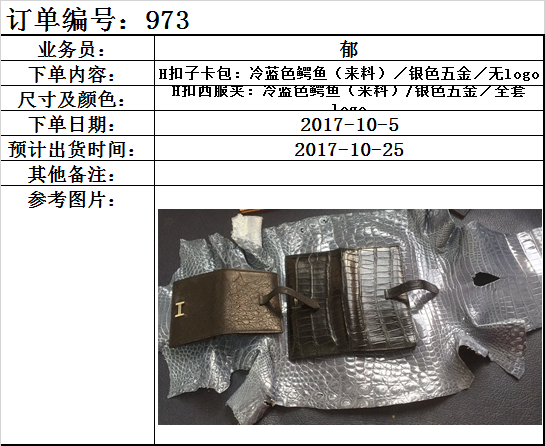 订单编号：973
业务员：
郁
下单内容：
H扣子卡包：冷蓝色鳄鱼（来料）／银色五金／无logo
尺寸及颜色：
H扣西服夹：冷蓝色鳄鱼（来料）/银色五金／全套
logo
下单日期：
2017-10-5
预计出货时间：
2017-10-25
其他备注：
参考图片：